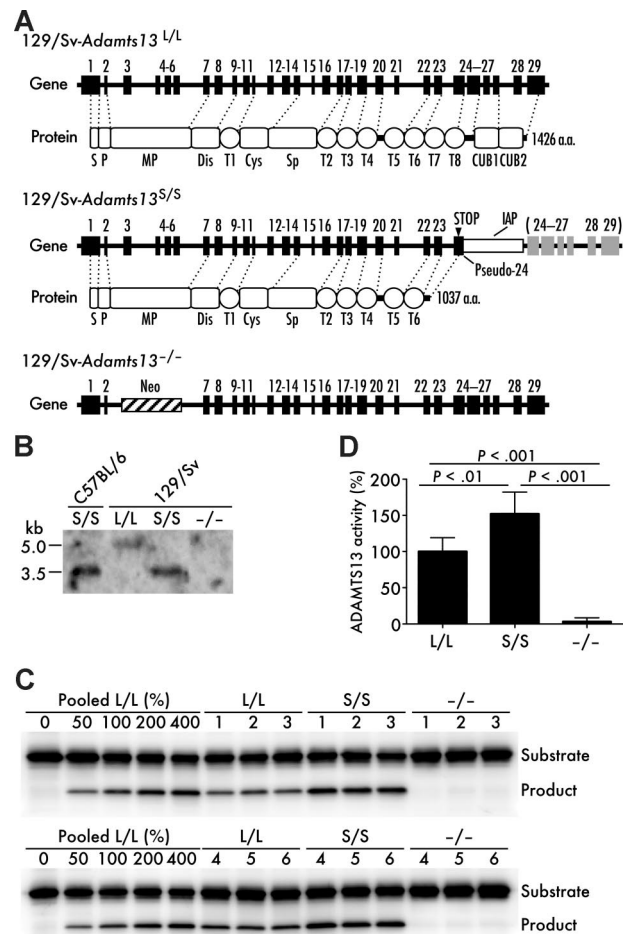 A
129/Sv-Adamts13 L/L
1 2 3 4-6 7 8 9-11 12-14 15 16 17-19 20 21 22 23 24–27 28 29
Gene
Protein
1426 a.a.
S P MP Dis T1 Cys Sp T2 T3 T4 T5 T6 T7 T8 CUB1 CUB2
129/Sv-Adamts13 S/S
STOP IAP
1 2 3 4-6 7 8 9-11 12-14 15 16 17-19 20 21 22 23 ( 24–27 28 29 )
Gene
Pseudo-24
Protein
1037 a.a.
S P MP Dis T1 Cys Sp T2 T3 T4 T5 T6
129/Sv-Adamts13 −/−
1 2 Neo 7 8 9-11 12-14 15 16 17-19 20 21 22 23 24–27 28 29
Gene
B
C57BL/6 129/Sv
kb S/S L/L S/S −/−
5.0
3.5
D
P < .001
P < .01 P < .001
ADAMTS13 activity (%)
200
150
100
50
0
L/L S/S −/−
C
Pooled L/L (%) L/L S/S −/−
0 50 100 200 400 1 2 3 1 2 3 1 2 3
Substrate
Product
Pooled L/L (%) L/L S/S −/−
0 50 100 200 400 4 5 6 4 5 6 4 5 6
Substrate
Product